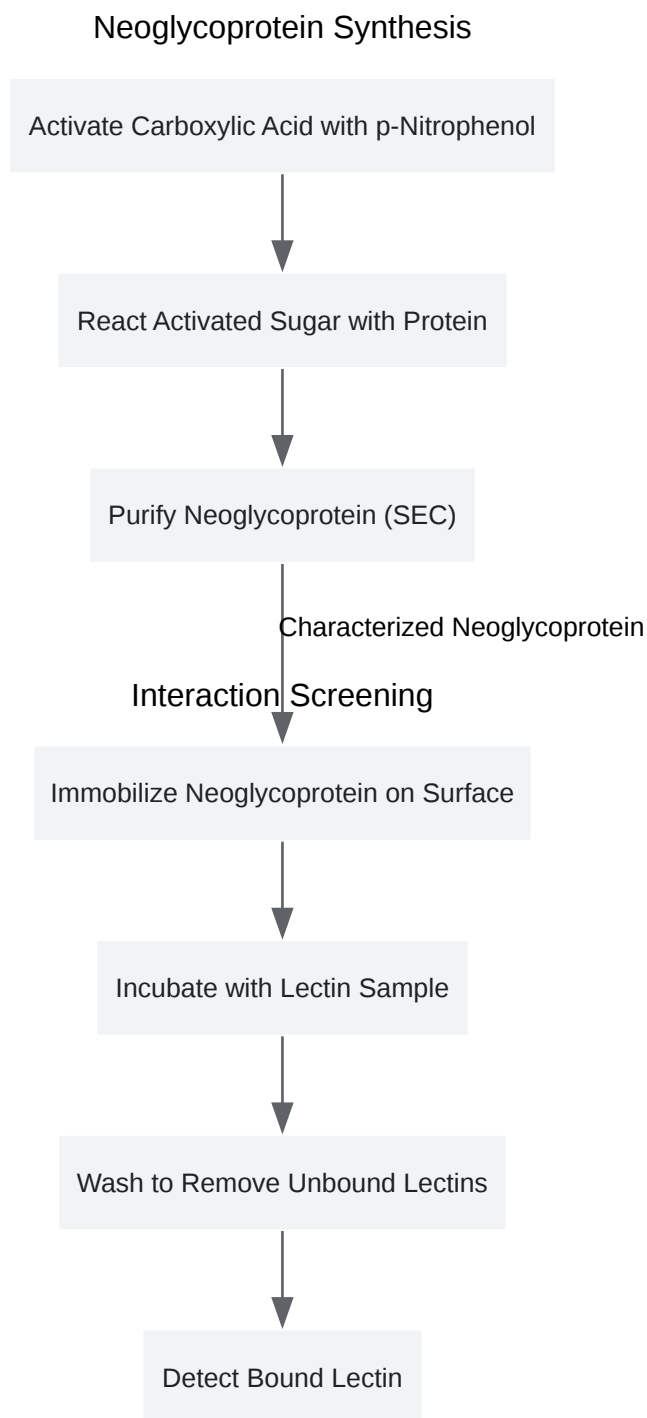 Neoglycoprotein Synthesis
Activate Carboxylic Acid with p-Nitrophenol
React Activated Sugar with Protein
Purify Neoglycoprotein (SEC)
Characterized Neoglycoprotein
Interaction Screening
Immobilize Neoglycoprotein on Surface
Incubate with Lectin Sample
Wash to Remove Unbound Lectins
Detect Bound Lectin